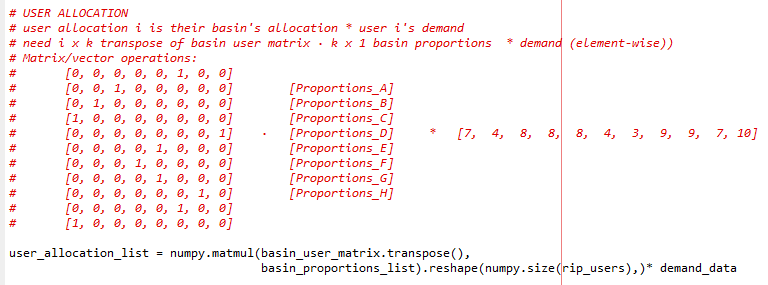 # USER ALLOCATION
# user allocation i is their basin's allocation * user i's demand
# need i x k transpose of basin user matrix · k x 1 basin proportions  * demand (element-wise))
# Matrix/vector operations:
#       [0, 0, 0, 0, 0, 1, 0, 0]
#       [0, 0, 1, 0, 0, 0, 0, 0]        [Proportions_A]
#       [0, 1, 0, 0, 0, 0, 0, 0]        [Proportions_B]
#       [1, 0, 0, 0, 0, 0, 0, 0]        [Proportions_C]
#       [0, 0, 0, 0, 0, 0, 0, 1]    ·   [Proportions_D]     *   [7, 4, 8, 8, 8, 4, 3, 9, 9, 7, 10]
#       [0, 0, 0, 0, 1, 0, 0, 0]        [Proportions_E]
#       [0, 0, 0, 1, 0, 0, 0, 0]        [Proportions_F]
#       [0, 0, 0, 0, 1, 0, 0, 0]        [Proportions_G]
#       [0, 0, 0, 0, 0, 0, 1, 0]        [Proportions_H]
#       [0, 0, 0, 0, 0, 1, 0, 0]
#       [1, 0, 0, 0, 0, 0, 0, 0]
user_allocation_list = numpy.matmul(basin_user_matrix.transpose(),
basin_proportions_list).reshape(numpy.size(rip_users),)* demand_data